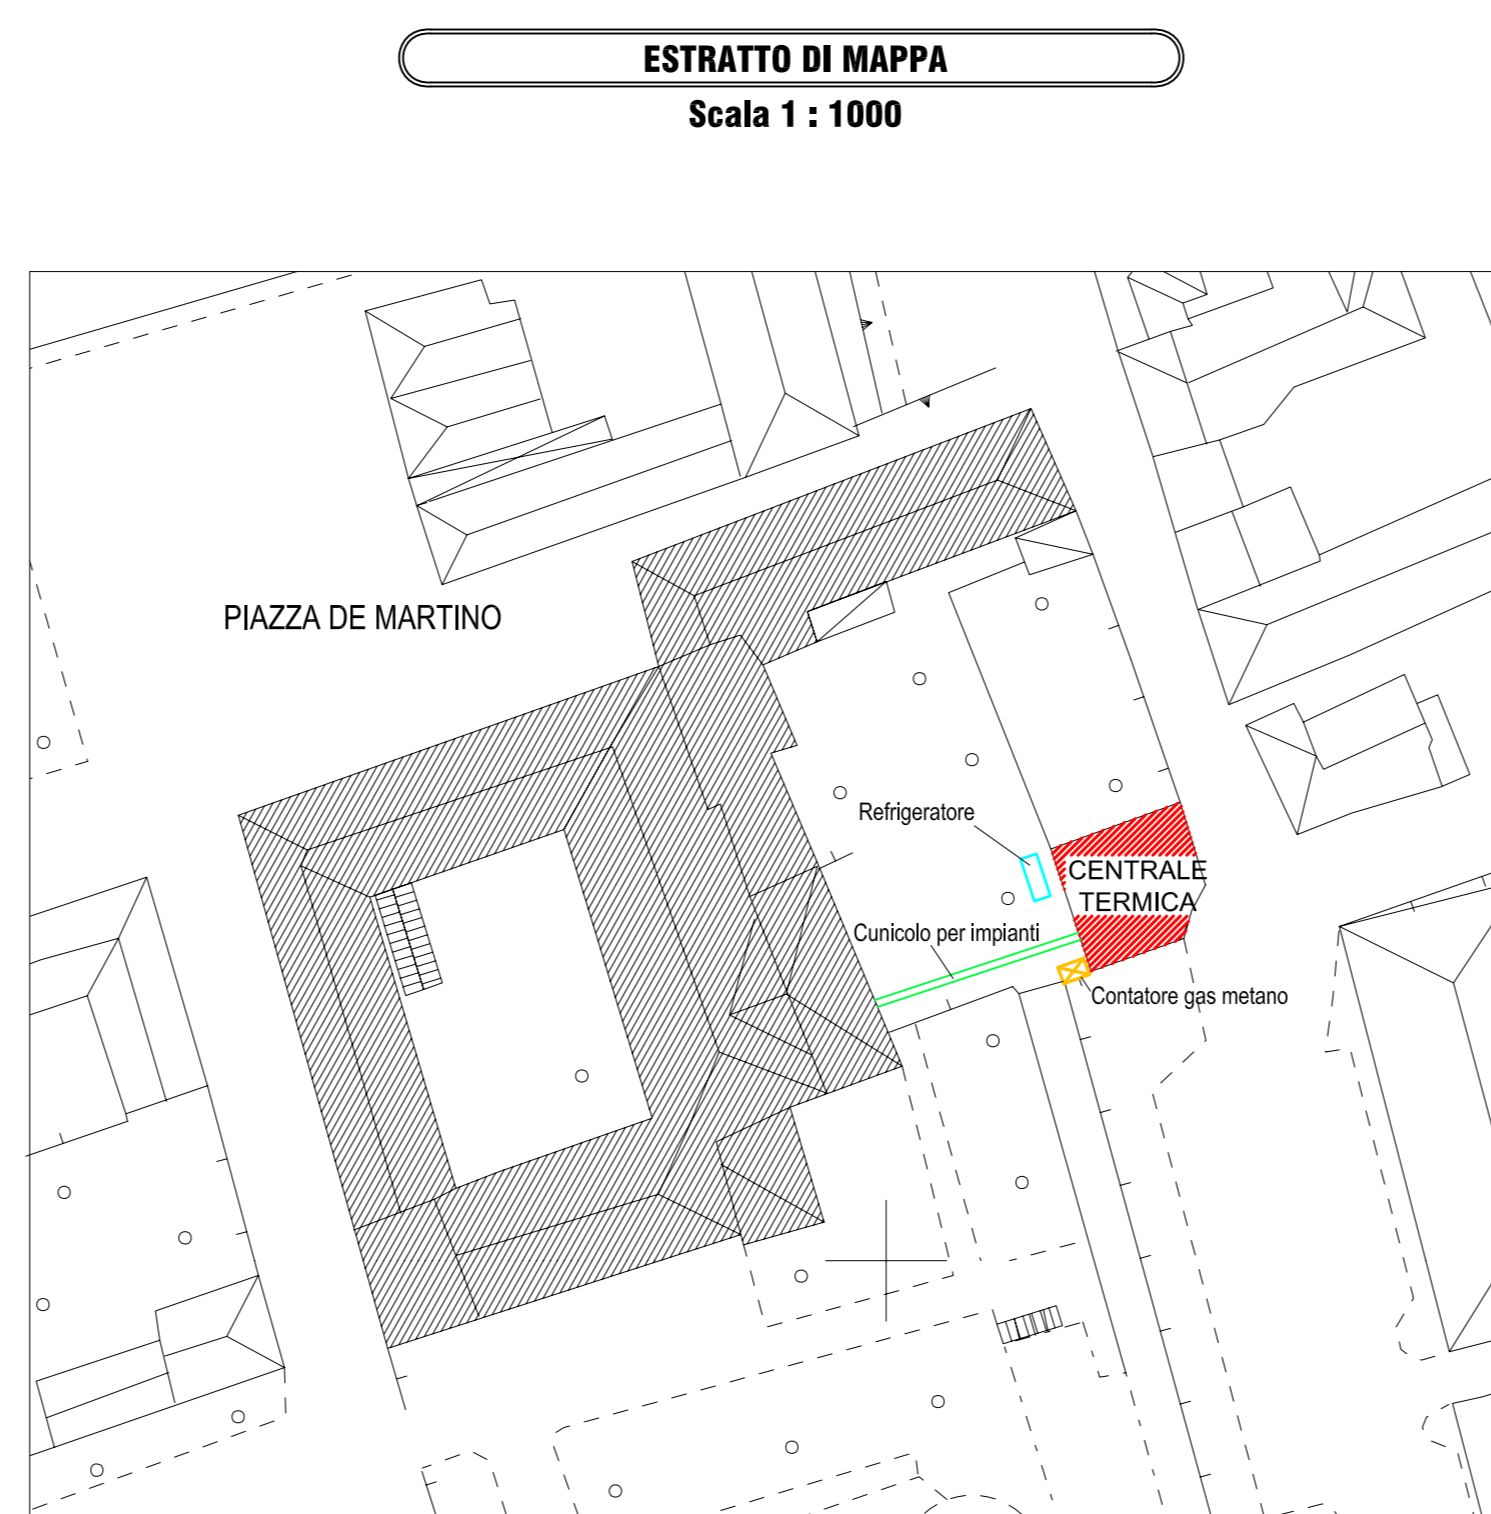 ESTRATTO DI MAPPA
Scala 1 : 1000
PIAZZA DE MARTINO
Refrigeratore
CENTRALE
TERMICA
Cunicolo per impianti
Contatore gas metano